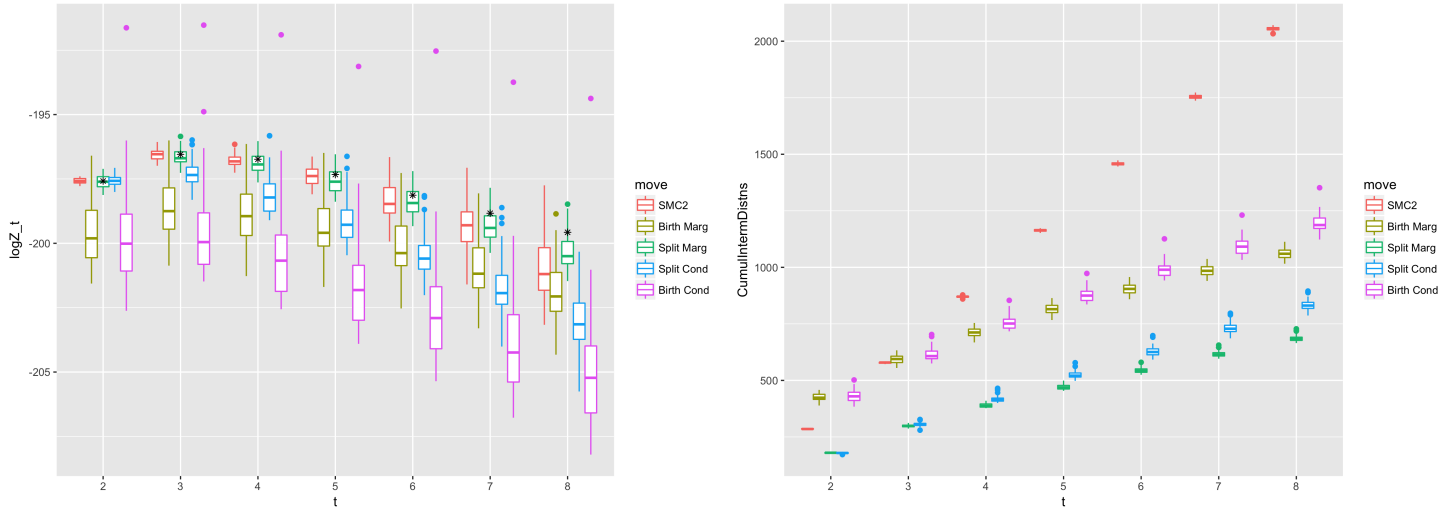 logZ_t
-195
-200
-205
2 3 4 5 6 7 8
t
move
SMC2
Birth Marg
Split Marg
Split Cond
Birth Cond
CumulIntermDistns
2000
1500
1000
500
2 3 4 5 6 7 8
t
move
SMC2
Birth Marg
Split Marg
Split Cond
Birth Cond